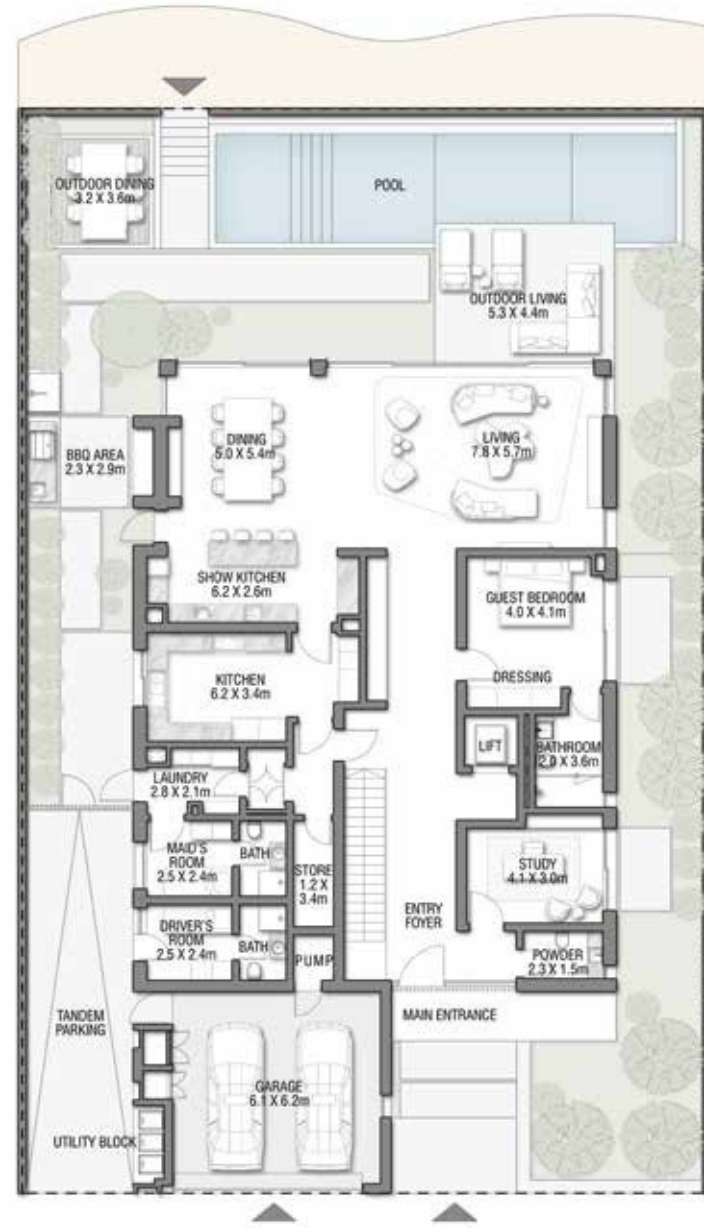 OUTDOOR DINING
3.2 X 3.6m
POOL
OUTDOOR LIVING
5.3 X 4.4m
BBQ AREA
2.3 X 2.9m
DINING
5.0 X 5.4m
LIVING
7.8 X 5.7m
SHOW KITCHEN
6.2 X 2.6m
GUEST BEDROOM
4.0 X 4.1m
KITCHEN
6.2 X 3.4m
DRESSING
LIFT
BATHROOM
2.0 X 3.6m
LAUNDRY
2.8 X 2.1m
MAID'S
ROOM
2.5 X 2.4m
BATH
STORE
1.2 X
3.4m
STUDY
4.1 X 3.0m
ENTRY
FOYER
DRIVER'S
ROOM
2.5 X 2.4m
BATH
PUMP
POWDER
2.3 X 1.5m
TANDEM
PARKING
MAIN ENTRANCE
GARAGE
6.1 X 6.2m
UTILITY BLOCK